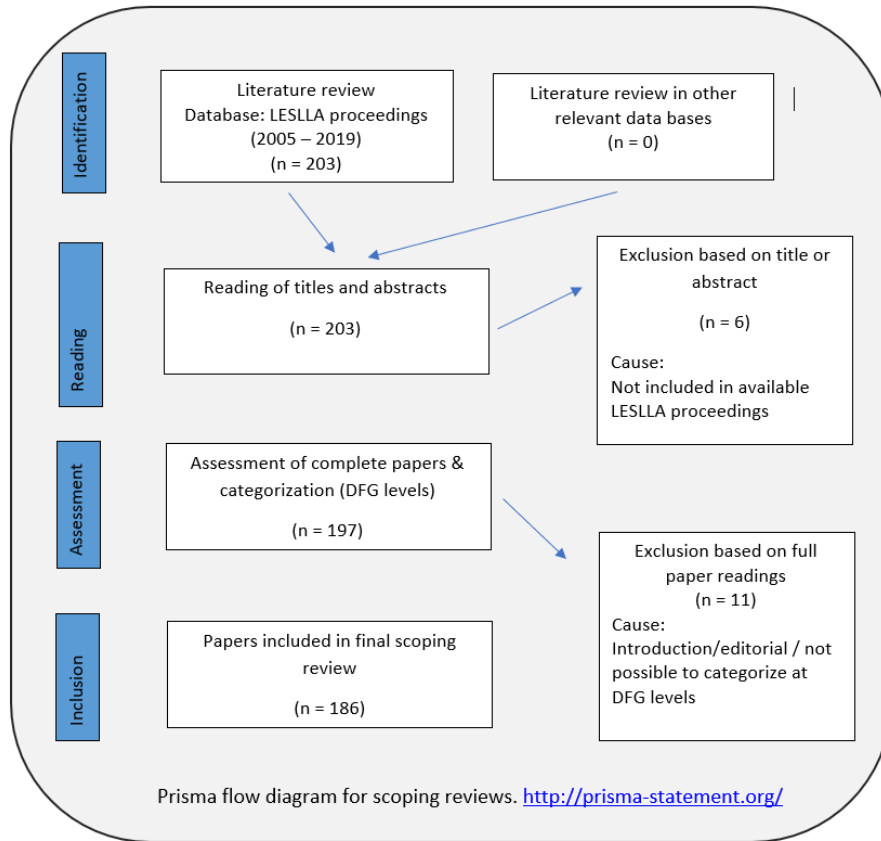 Identification
Literature review
Database: LESLLA proceedings
(2005 – 2019)
(n = 203)
Literature review in other
relevant data bases
(n = 0)
Reading
Reading of titles and abstracts
(n = 203)
Exclusion based on title or
abstract
(n = 6)
Cause:
Not included in available
LESLLA proceedings
Assessment
Assessment of complete papers &
categorization (DFG levels)
(n = 197)
Exclusion based on full
paper readings
(n = 11)
Cause:
Introduction/editorial / not
possible to categorize at
DFG levels
Inclusion
Papers included in final scoping
review
(n = 186)
Prisma flow diagram for scoping reviews. http://prisma-statement.org/